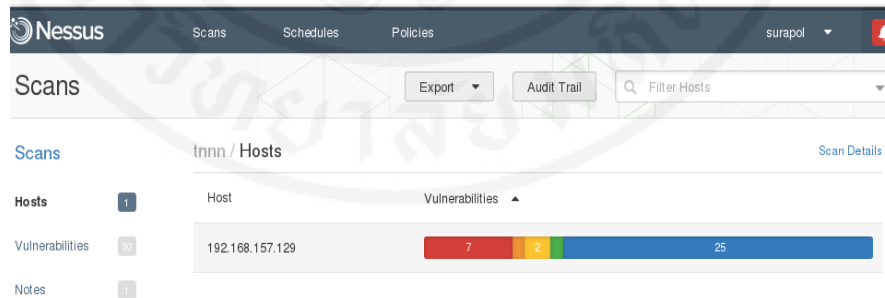 Nessus Scans Schedules Policies surapol
Scans Export Audit Trail Filter Hosts
Scans tnnn / Hosts Scan Details
Hosts 1 Host Vulnerabilities
Vulnerabilities 30 192.168.157.129 7 2 25
Notes 1